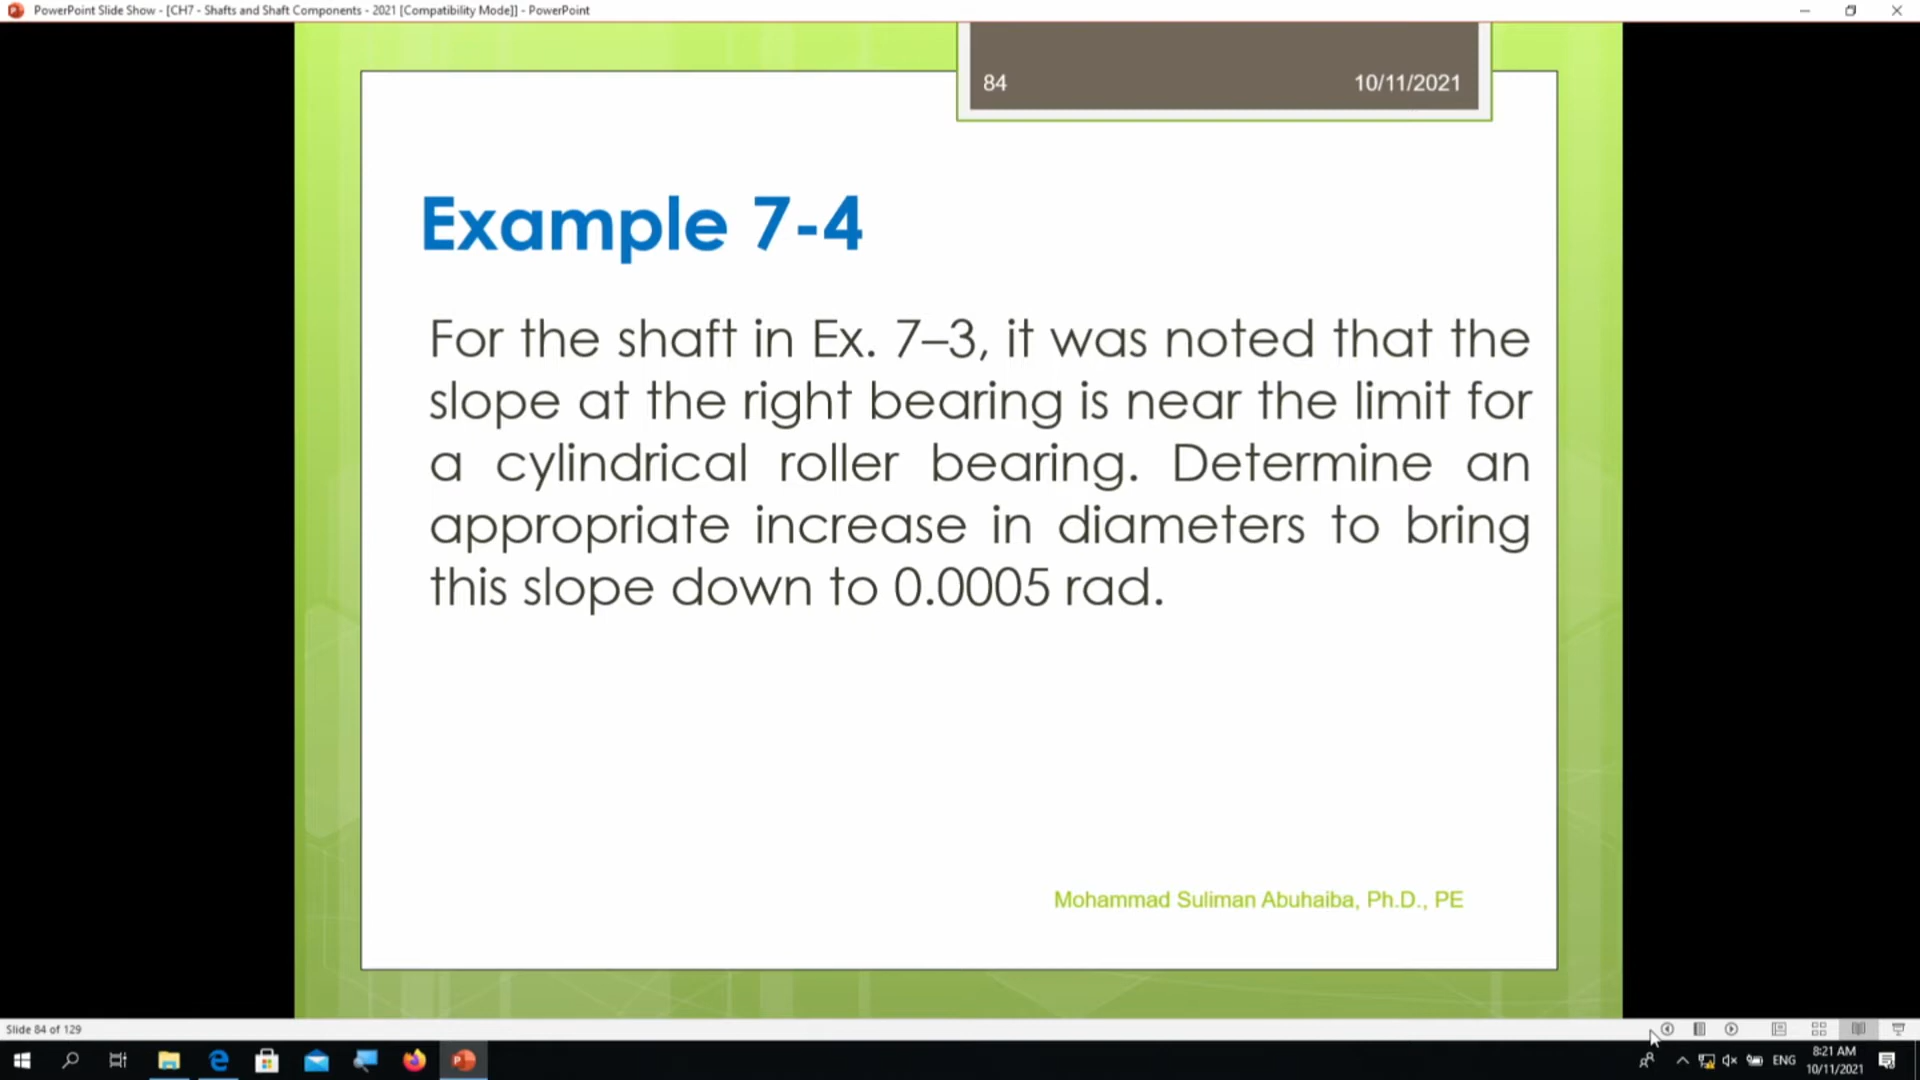 PowerPoint Slide Show - [CH7 - Shafts and Shaft Components - 2021 [Compatibility Mode]] - PowerPoint
84
10/11/2021
Example 7-4
For the shaft in Ex. 7–3, it was noted that the
slope at the right bearing is near the limit for
a cylindrical roller bearing. Determine an
appropriate increase in diameters to bring
this slope down to 0.0005 rad.
Mohammad Suliman Abuhaiba, Ph.D., PE
Slide 84 of 129
ENG
8:21 AM
10/11/2021